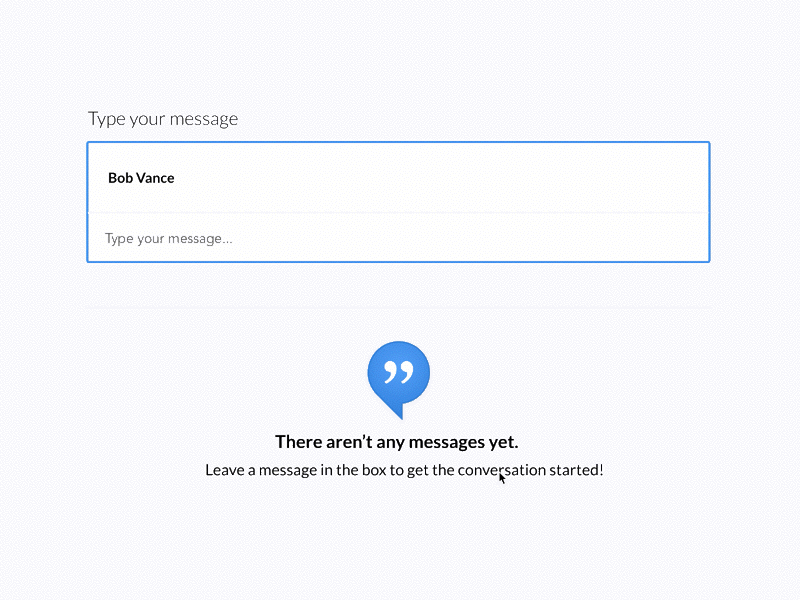 Type your message
Bob Vance
Type your message...
There aren’t any messages yet.
Leave a message in the box to get the conversation started!